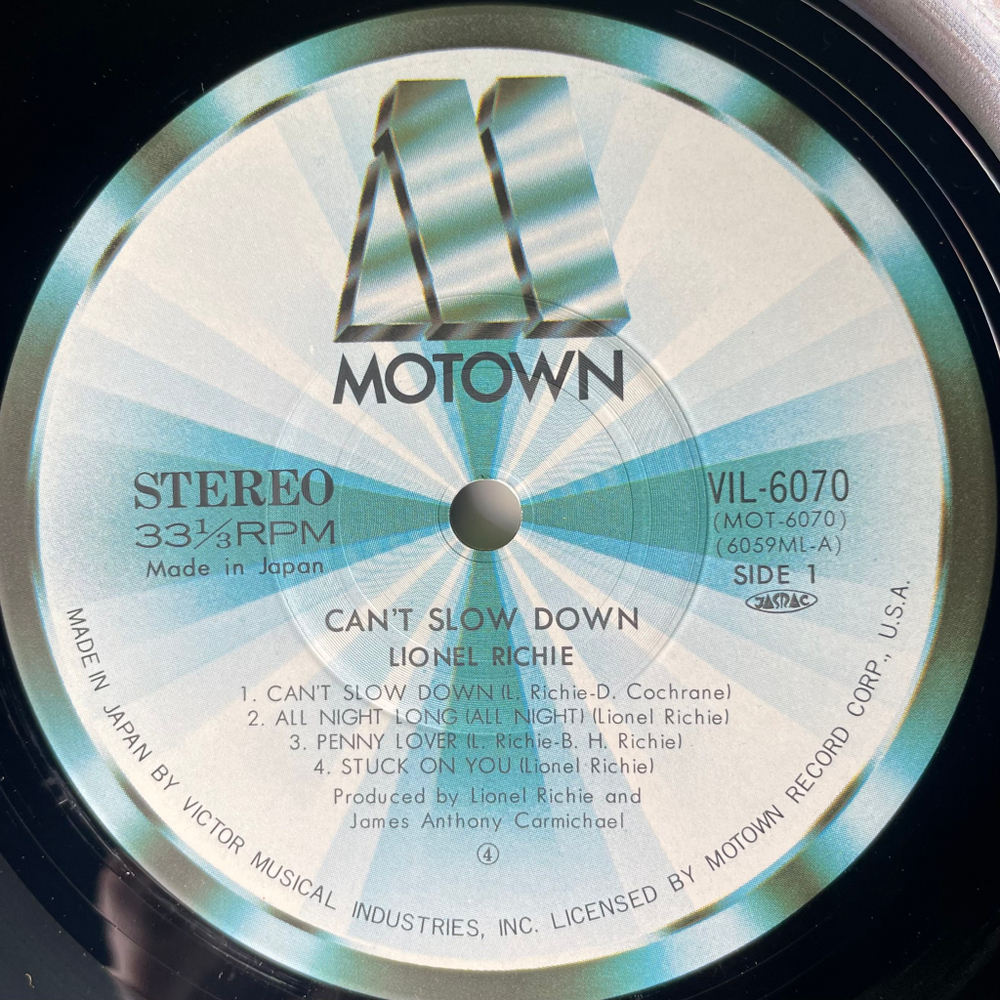 MOTOWN
STEREO
33⅓RPM
Made in Japan
VIL-6070
(MOT-6070)
(6059ML-A)
SIDE 1
JASRAC
CAN'T SLOW DOWN
LIONEL RICHIE
1. CAN'T SLOW DOWN (L. Richie-D. Cochrane)
2. ALL NIGHT LONG (ALL NIGHT) (Lionel Richie)
3. PENNY LOVER (L. Richie-B. H. Richie)
4. STUCK ON YOU (Lionel Richie)
Produced by Lionel Richie and
James Anthony Carmichael
④
MADE IN JAPAN BY VICTOR MUSICAL INDUSTRIES, INC. LICENSED BY MOTOWN RECORD CORP., U.S.A.